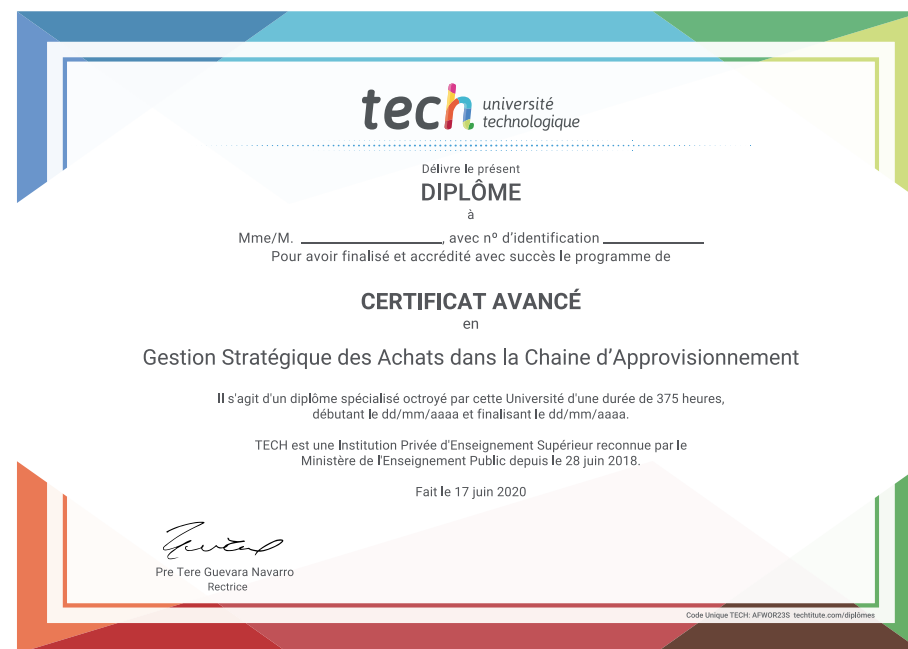 tech université
technologique
Délivre le présent
DIPLÔME
à
Mme/M. ____________________, avec nº d'identification ______________
Pour avoir finalisé et accrédité avec succès le programme de
CERTIFICAT AVANCÉ
en
Gestion Stratégique des Achats dans la Chaine d'Approvisionnement
Il s'agit d'un diplôme spécialisé octroyé par cette Université d'une durée de 375 heures,
débutant le dd/mm/aaaa et finalisant le dd/mm/aaaa.
TECH est une Institution Privée d'Enseignement Supérieur reconnue par le
Ministère de l'Enseignement Public depuis le 28 juin 2018.
Fait le 17 juin 2020
Pre Tere Guevara Navarro
Rectrice
Code Unique TECH: AFWOR23S techtitute.com/diplômes